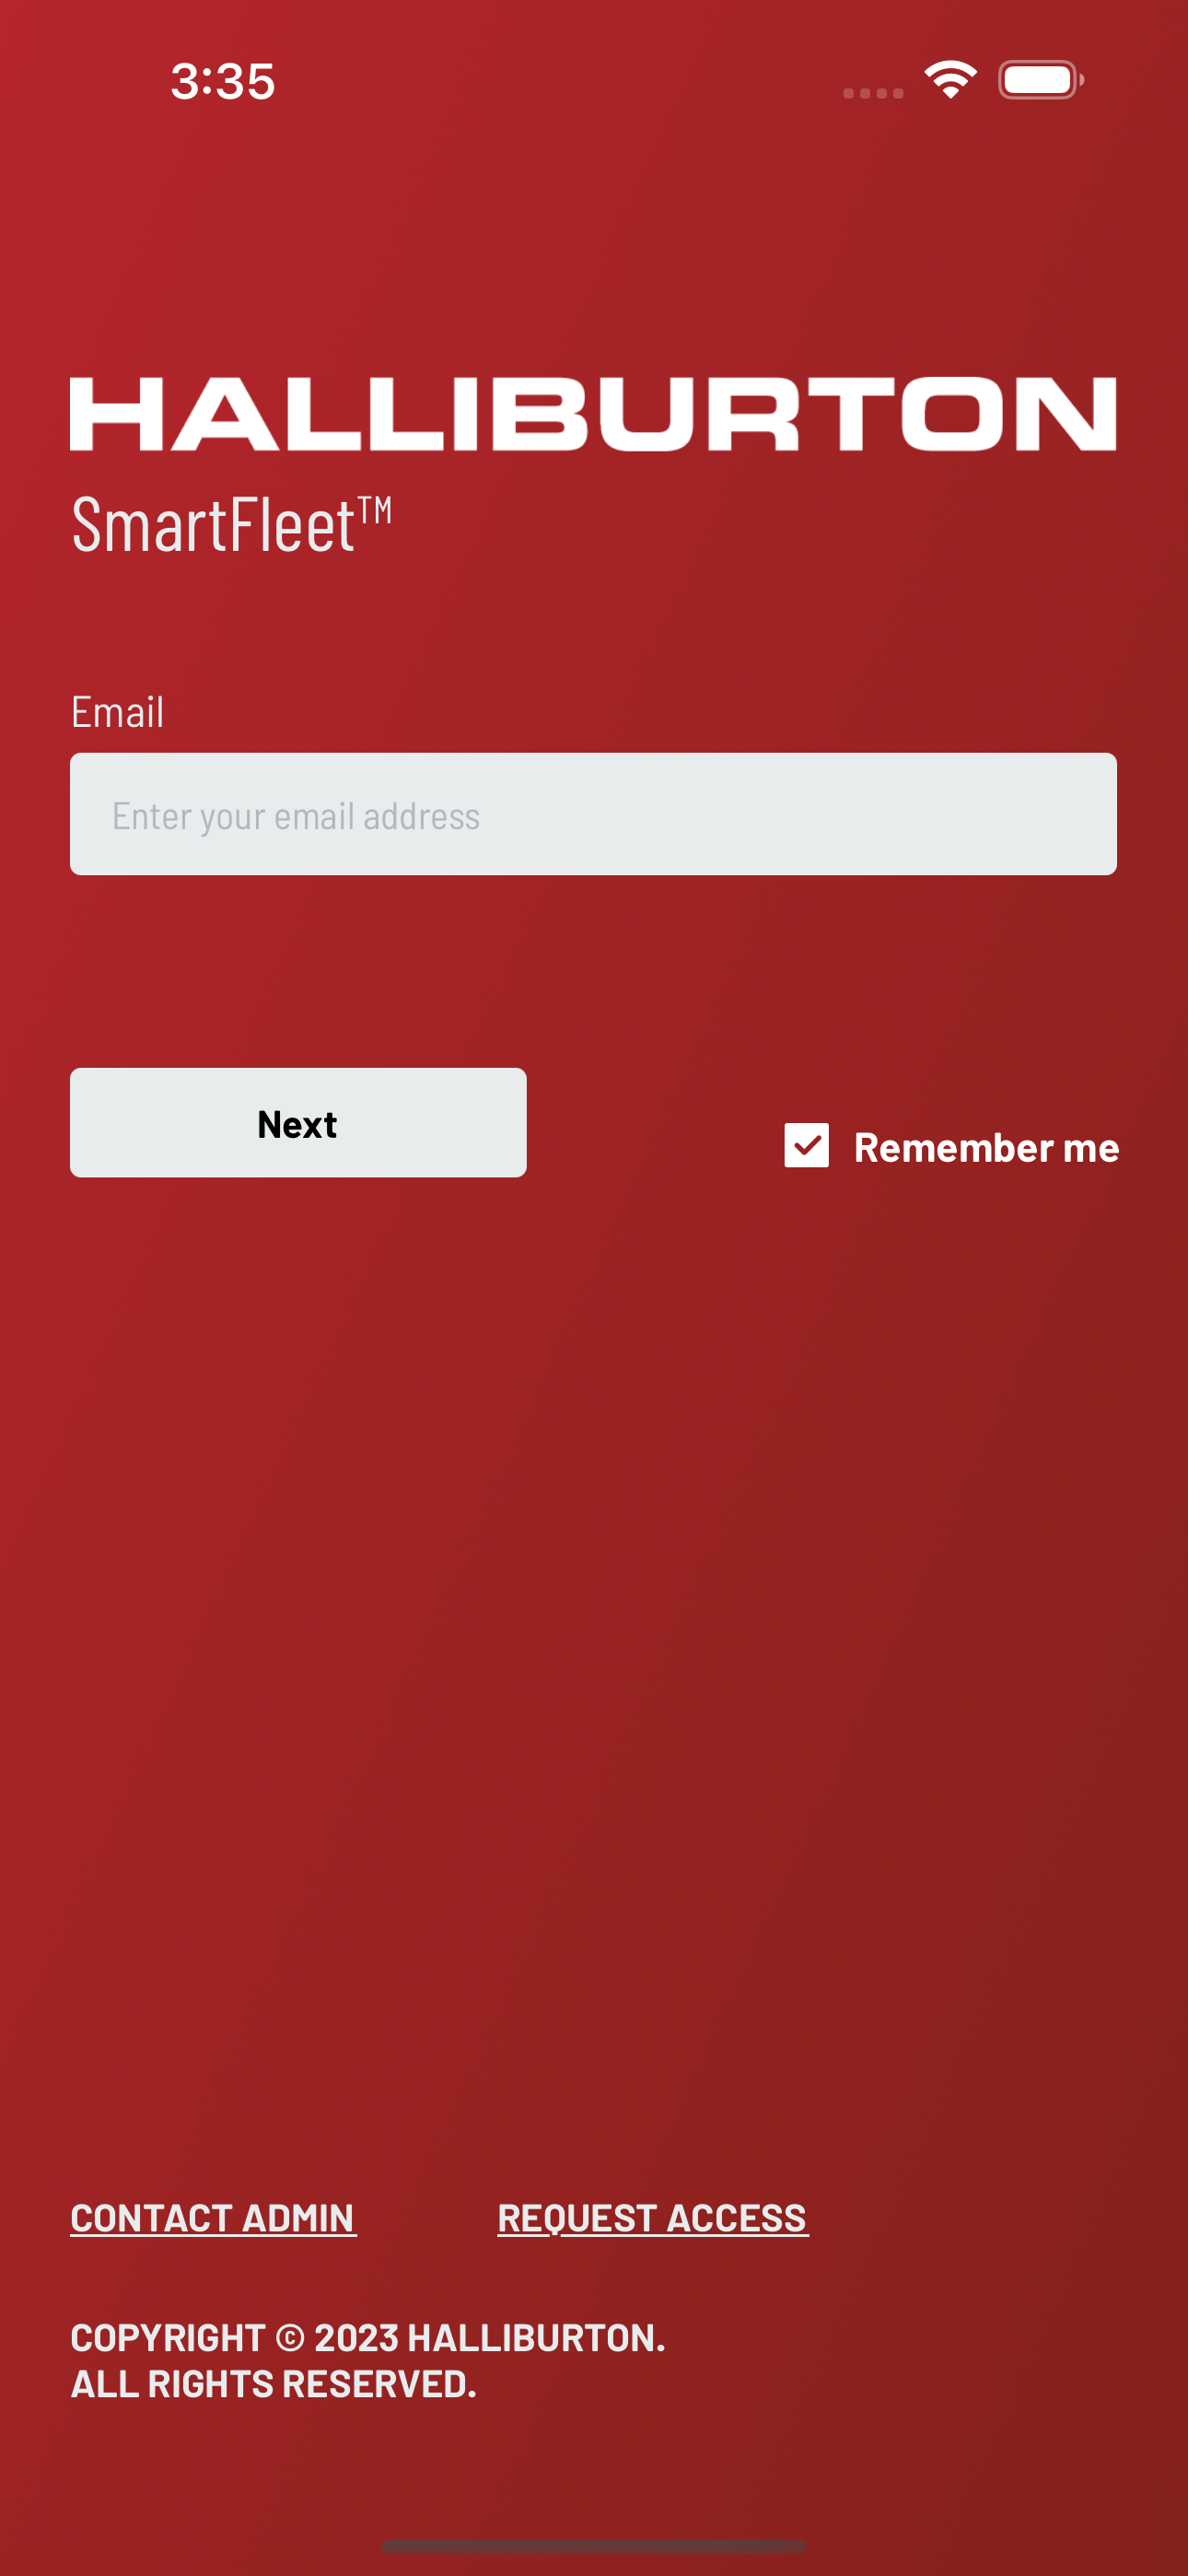 3:35
HALLIBURTON
SmartFleet™
Email
Enter your email address
Next
Remember me
CONTACT ADMIN
REQUEST ACCESS
COPYRIGHT © 2023 HALLIBURTON.
ALL RIGHTS RESERVED.